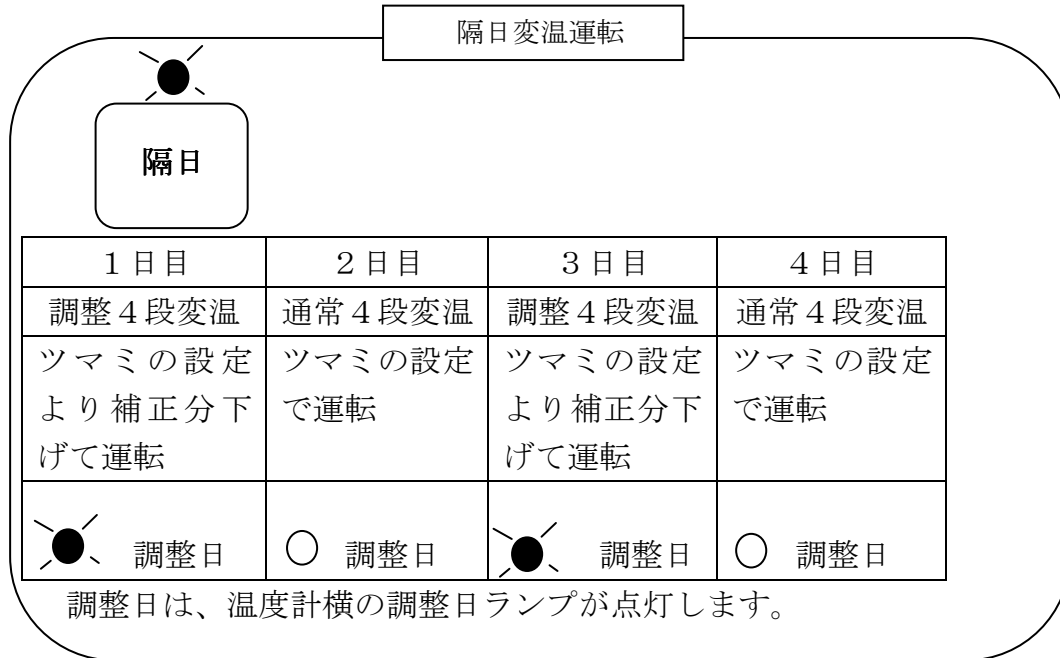 隔日変温運転
隔日
１日目 ２日目 ３日目 ４日目
調整４段変温 通常４段変温 調整４段変温 通常４段変温
ツマミの設定 ツマミの設定 ツマミの設定 ツマミの設定
より補正分下 で運転 より補正分下 で運転
げて運転 げて運転
調整日 調整日 調整日 調整日
調整日は、温度計横の調整日ランプが点灯します。